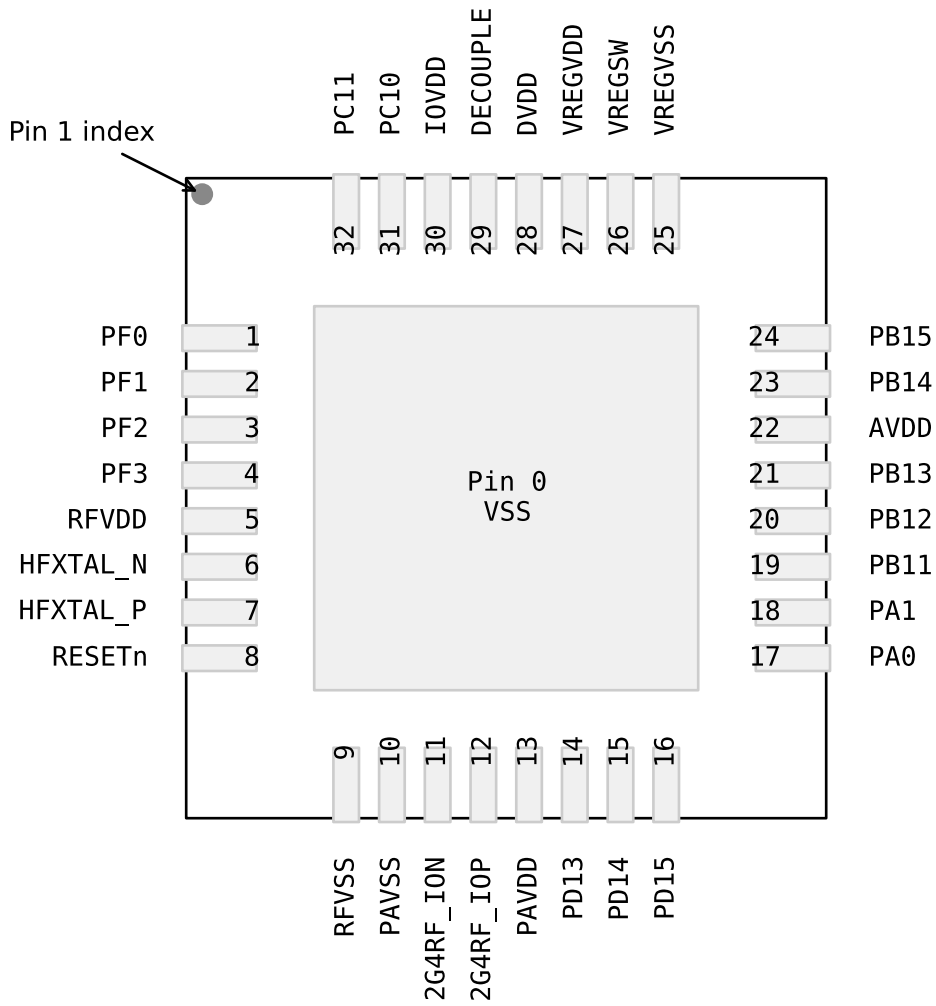 PC11
PC10
IOVDD
DECOUPLE
DVDD
VREGVDD
VREGSW
VREGVSS
Pin 1 index
32
31
30
29
28
27
26
25
PF0 1
PF1 2
PF2 3
PF3 4
RFVDD 5
HFXTAL_N 6
HFXTAL_P 7
RESETn 8
Pin 0
VSS
24 PB15
23 PB14
22 AVDD
21 PB13
20 PB12
19 PB11
18 PA1
17 PA0
9
10
11
12
13
14
15
16
RFVSS
PAVSS
2G4RF_ION
2G4RF_IOP
PAVDD
PD13
PD14
PD15